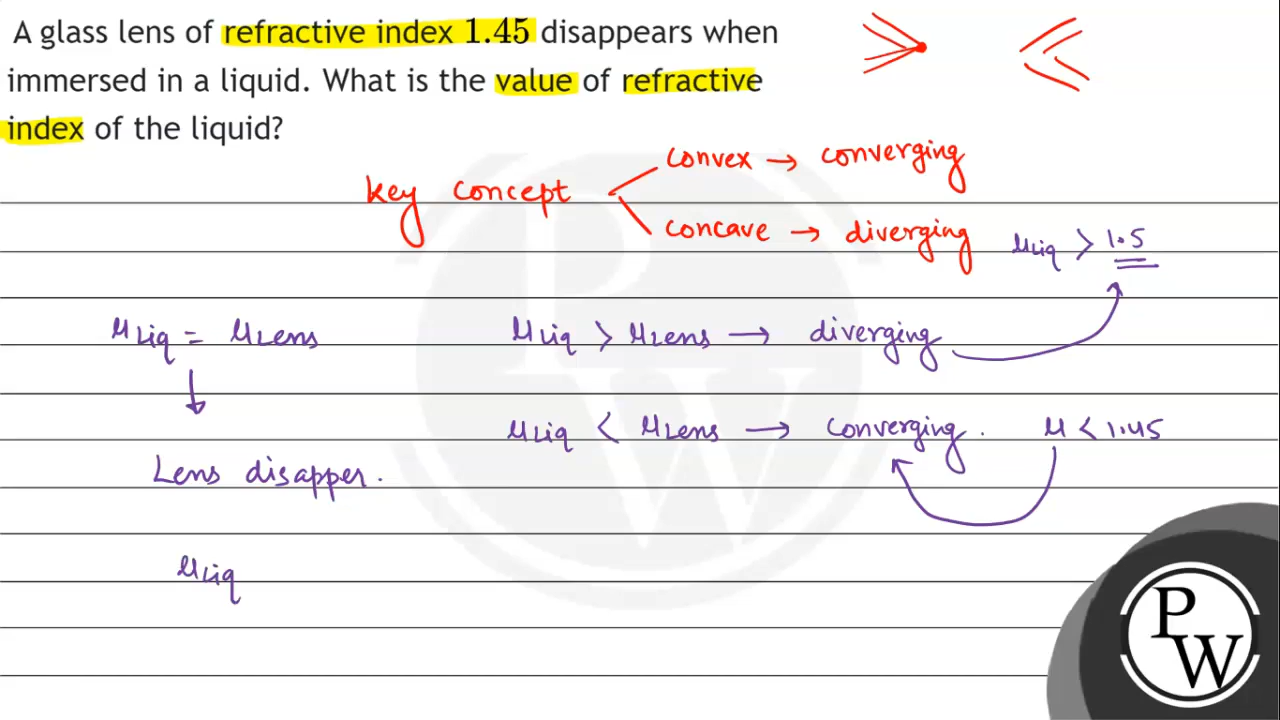 A glass lens of refractive index 1.45 disappears when
immersed in a liquid. What is the value of refractive
index of the liquid?
Key concept
convex → converging
concave → diverging
μLiq > 1.5
μLiq = μLens
μLiq > μLens → diverging
μLiq < μLens → converging. μ < 1.45
Lens disapper.
μLiq
P
W
PW